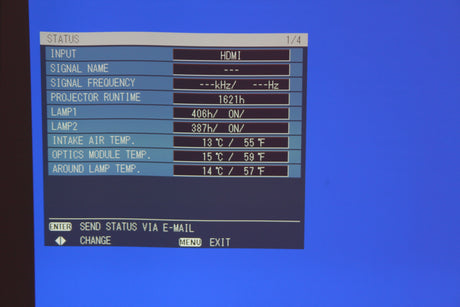 STATUS 1/4
INPUT HDMI
SIGNAL NAME ---
SIGNAL FREQUENCY ---kHz/ ---Hz
PROJECTOR RUNTIME 1621h
LAMP1 406h/ ON/
LAMP2 387h/ ON/
INTAKE AIR TEMP. 13℃ / 55℉
OPTICS MODULE TEMP. 15℃ / 59℉
AROUND LAMP TEMP. 14℃ / 57℉
ENTER SEND STATUS VIA E-MAIL
◀▶ CHANGE MENU EXIT